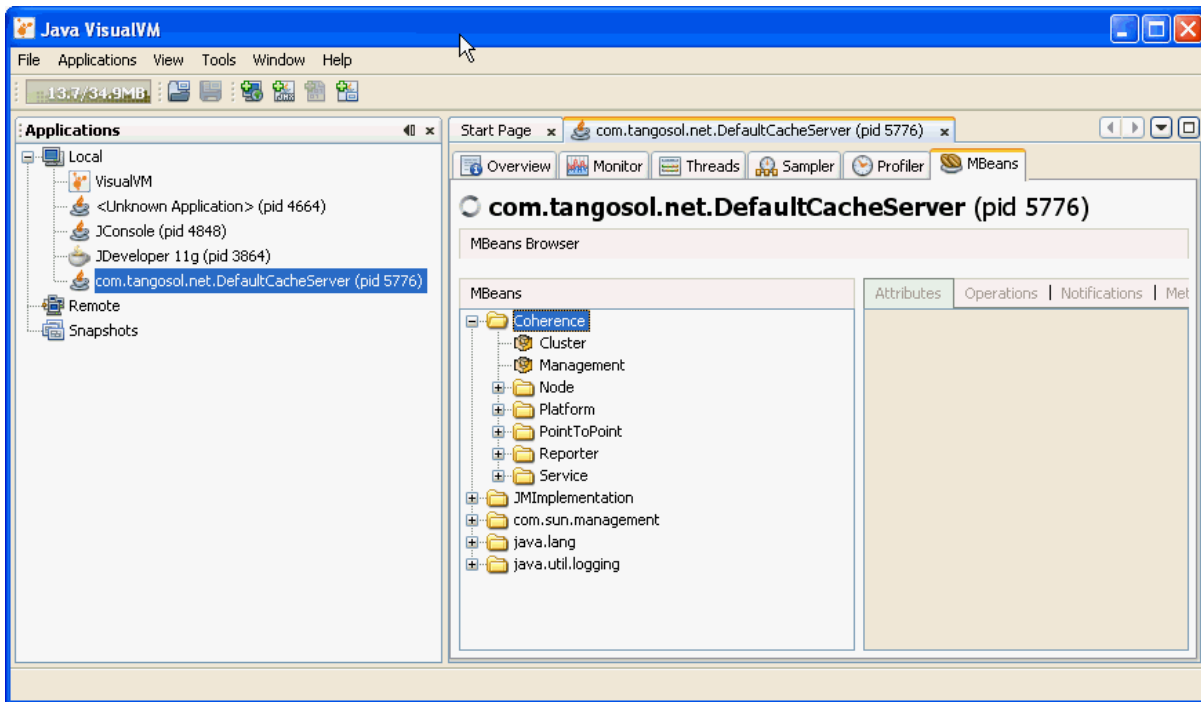 Java VisualVM
File Applications View Tools Window Help
13.7/34.9MB
Applications
Local
VisualVM
<Unknown Application> (pid 4664)
JConsole (pid 4848)
JDeveloper 11g (pid 3864)
com.tangosol.net.DefaultCacheServer (pid 5776)
Remote
Snapshots
Start Page com.tangosol.net.DefaultCacheServer (pid 5776)
Overview Monitor Threads Sampler Profiler MBeans
com.tangosol.net.DefaultCacheServer (pid 5776)
MBeans Browser
MBeans
Coherence
Cluster
Management
Node
Platform
PointToPoint
Reporter
Service
JMImplementation
com.sun.management
java.lang
java.util.logging
Attributes Operations Notifications Met